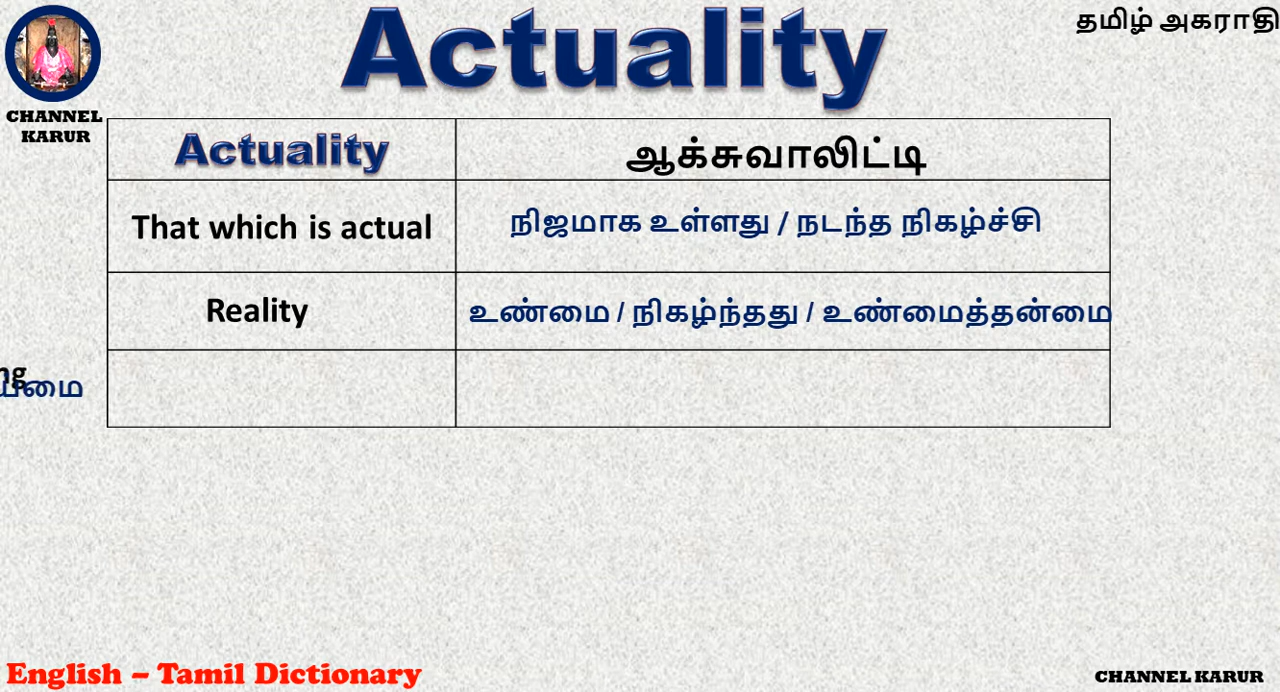 Actuality
தமிழ் அகராதி
CHANNEL
KARUR
Actuality
ஆக்சுவாலிட்டி
That which is actual
நிஜமாக உள்ளது / நடந்த நிகழ்ச்சி
Reality
உண்மை / நிகழ்ந்தது / உண்மைத்தன்மை
English – Tamil Dictionary
CHANNEL KARUR